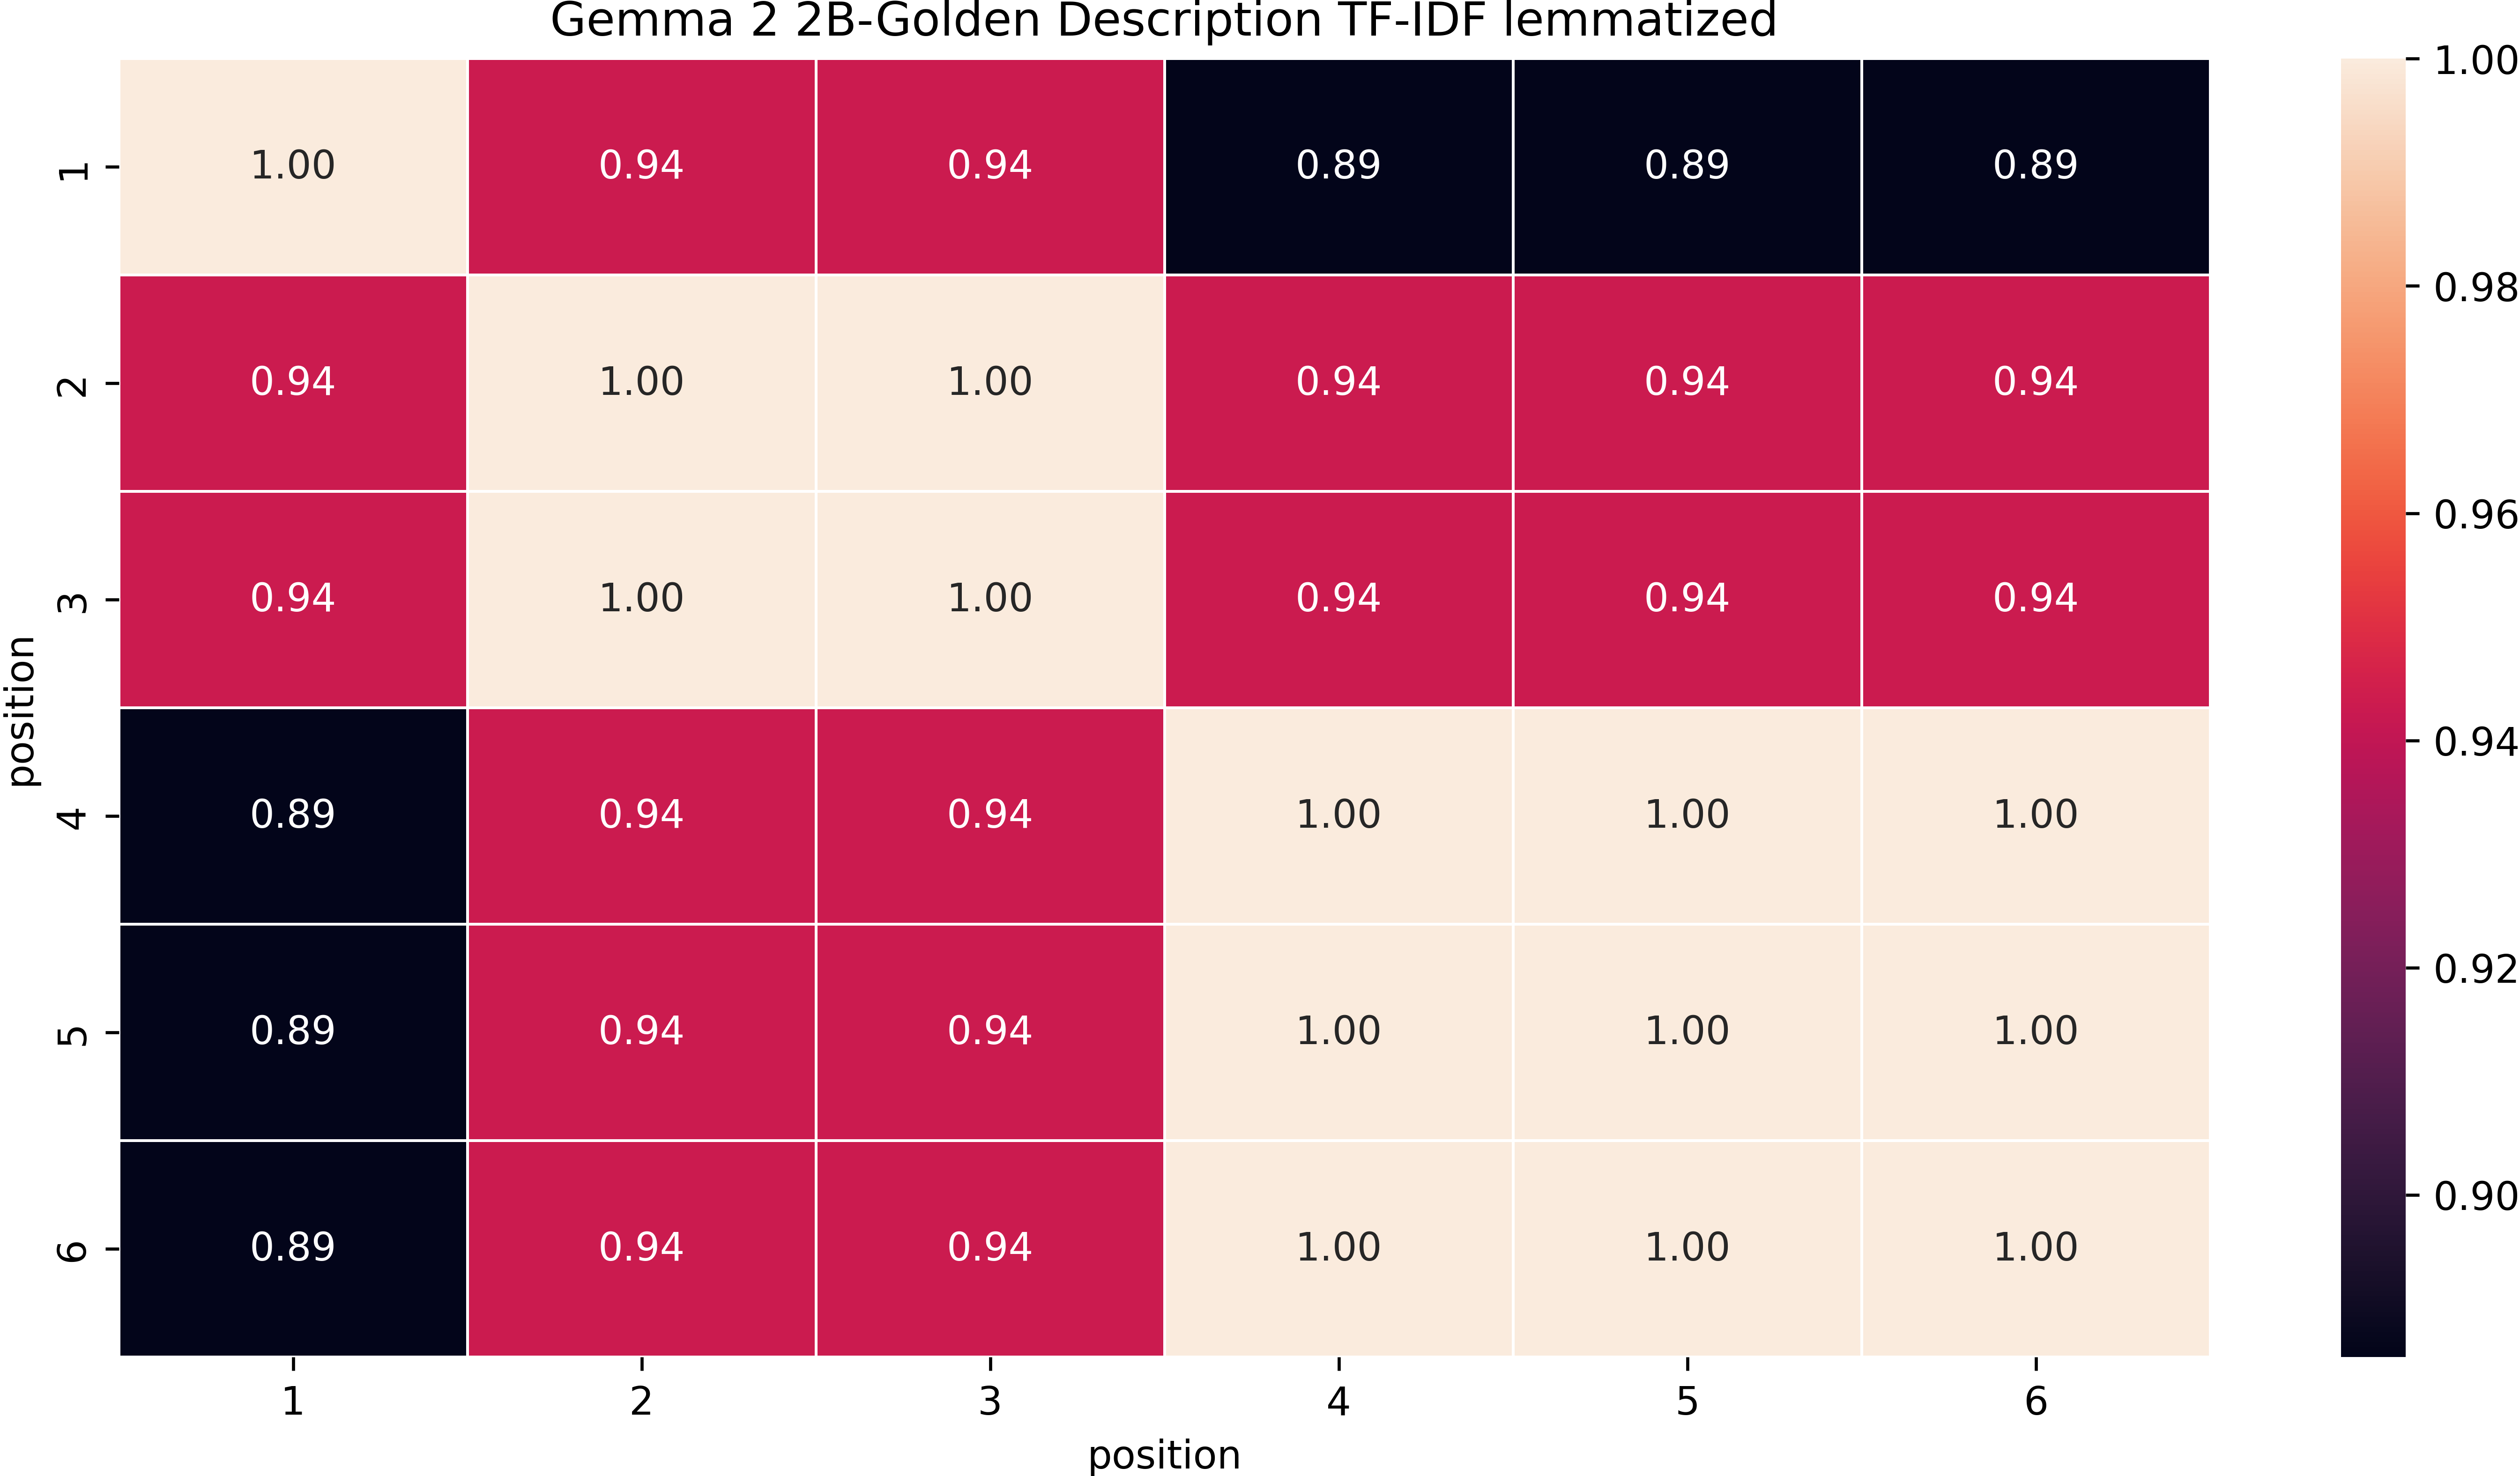 Gemma 2 2B-Golden Description TF-IDF lemmatized
1.00
1 1.00 0.94 0.94 0.89 0.89 0.89
0.98
2 0.94 1.00 1.00 0.94 0.94 0.94
0.96
3 0.94 1.00 1.00 0.94 0.94 0.94
position
0.94
4 0.89 0.94 0.94 1.00 1.00 1.00
0.92
5 0.89 0.94 0.94 1.00 1.00 1.00
0.90
6 0.89 0.94 0.94 1.00 1.00 1.00
1 2 3 4 5 6
position